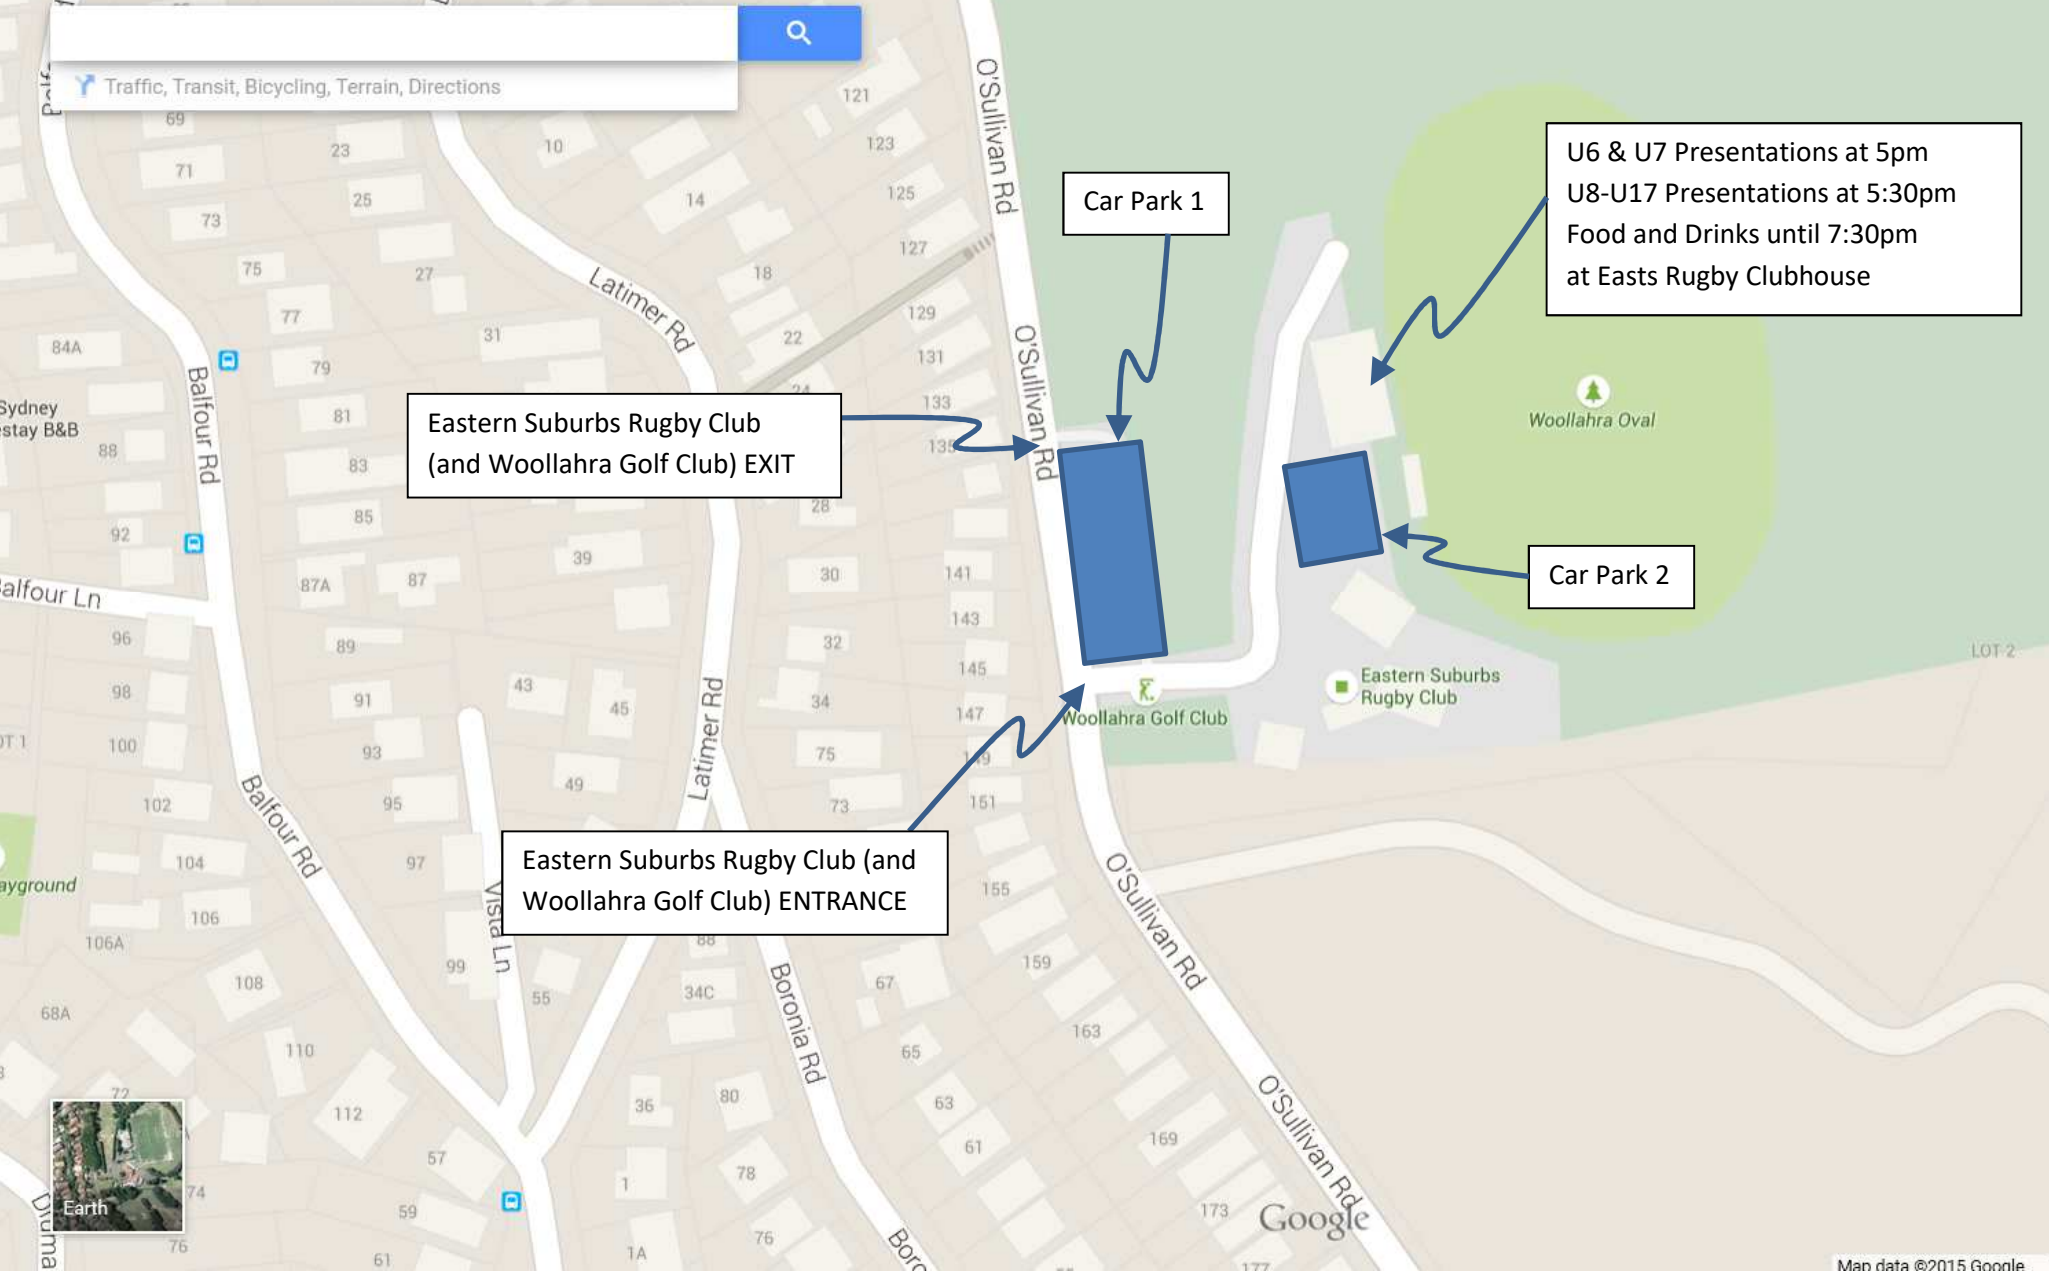 Traffic, Transit, Bicycling, Terrain, Directions
U6 & U7 Presentations at 5pm
U8-U17 Presentations at 5:30pm
Food and Drinks until 7:30pm
at Easts Rugby Clubhouse
Car Park 1
Eastern Suburbs Rugby Club
(and Woollahra Golf Club) EXIT
Car Park 2
Eastern Suburbs Rugby Club (and
Woollahra Golf Club) ENTRANCE
Woollahra Oval
Eastern Suburbs
Rugby Club
Woollahra Golf Club
O'Sullivan Rd
O'Sullivan Rd
O'Sullivan Rd
O'Sullivan Rd
Latimer Rd
Latimer Rd
Balfour Rd
Balfour Rd
Balfour Ln
Vista Ln
Boronia Rd
Sydney
stay B&B
ayground
LOT 2
69
71
73
75
77
79
81
83
85
87A
87
89
91
93
95
97
99
23
25
27
31
39
43
45
49
55
10
14
18
22
24
28
30
32
34
75
73
88
34C
67
65
63
61
36
80
78
76
1
1A
57
59
61
121
123
125
127
129
131
133
135
141
143
145
147
149
151
155
159
163
169
173
177
84A
88
92
96
98
100
102
104
106
106A
108
110
112
68A
72
74
76
Earth
Google
Map data ©2015 Google